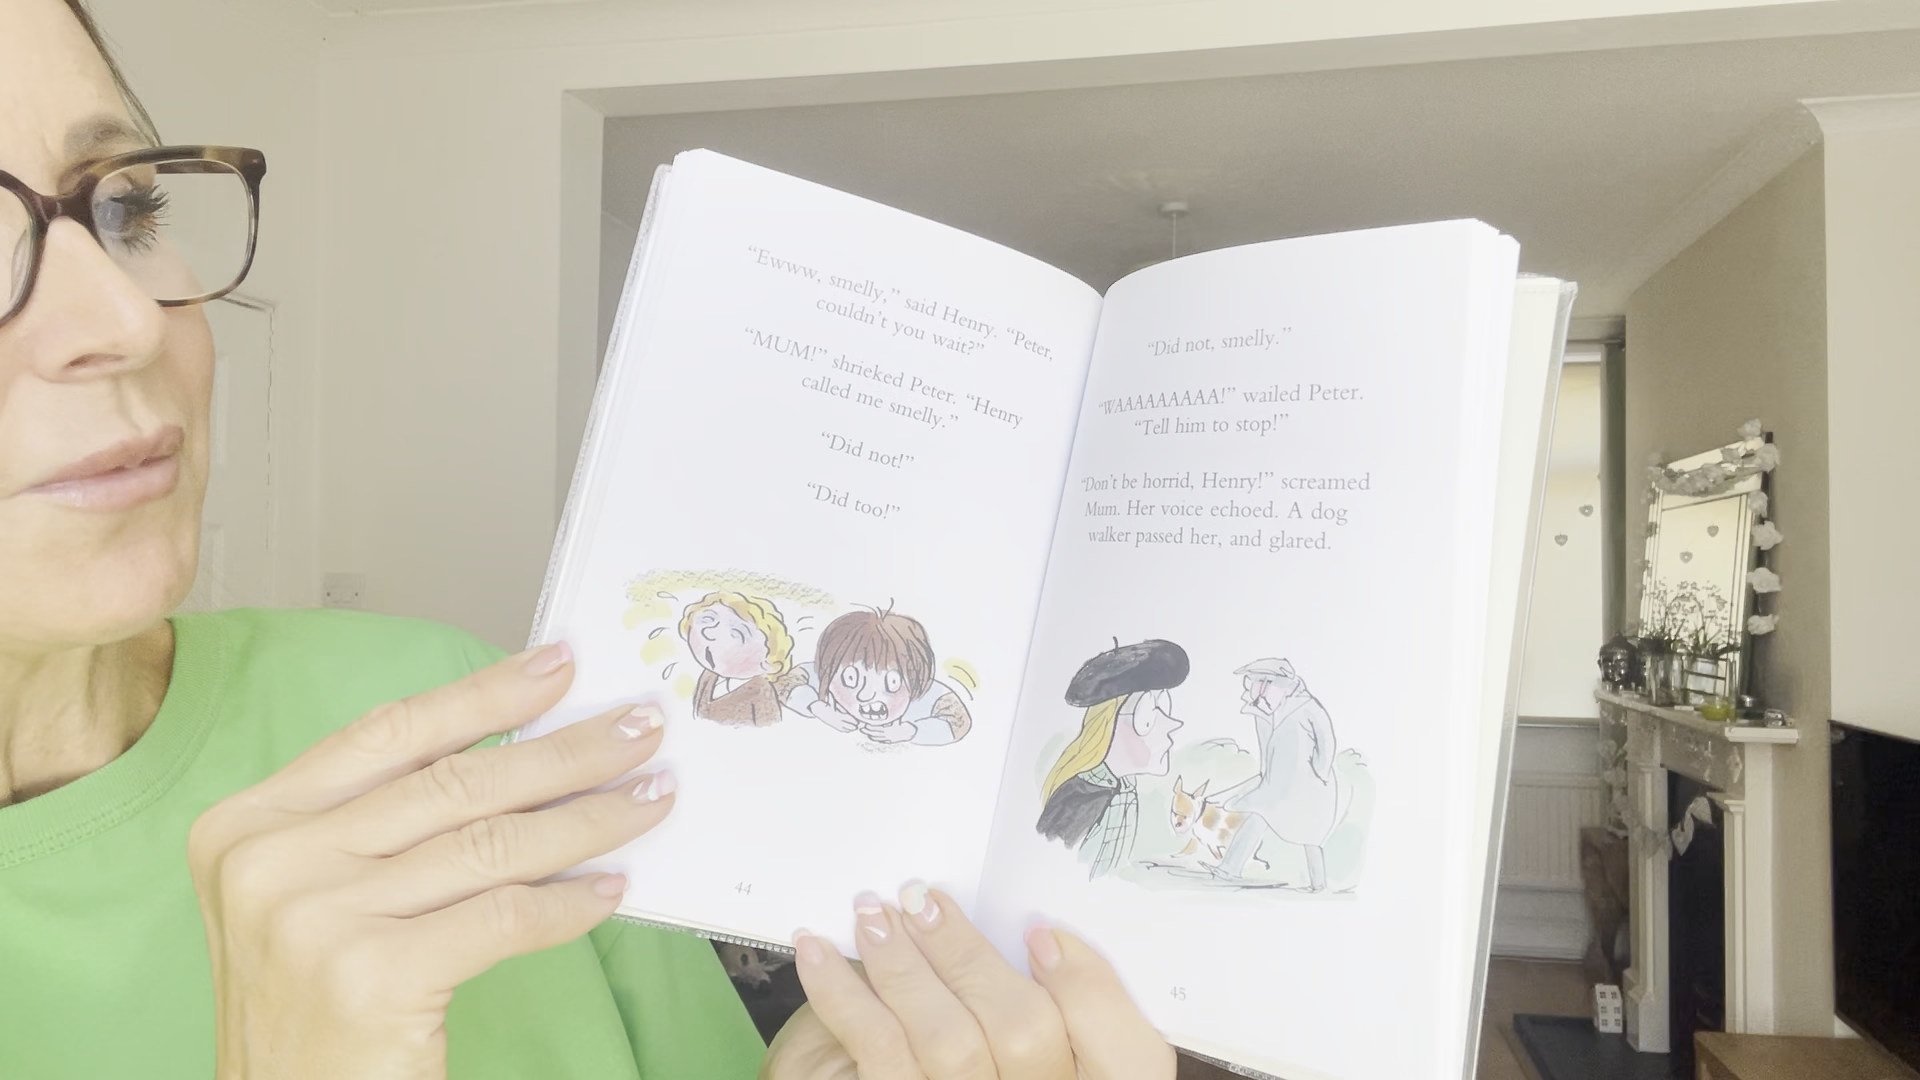 “Ewww, smelly,” said Henry. “Peter,
couldn’t you wait?”
“MUM!” shrieked Peter. “Henry
called me smelly.”
“Did not!”
“Did too!”
44
“Did not, smelly.”
“WAAAAAAAAA!” wailed Peter.
“Tell him to stop!”
“Don’t be horrid, Henry!” screamed
Mum. Her voice echoed. A dog
walker passed her, and glared.
45